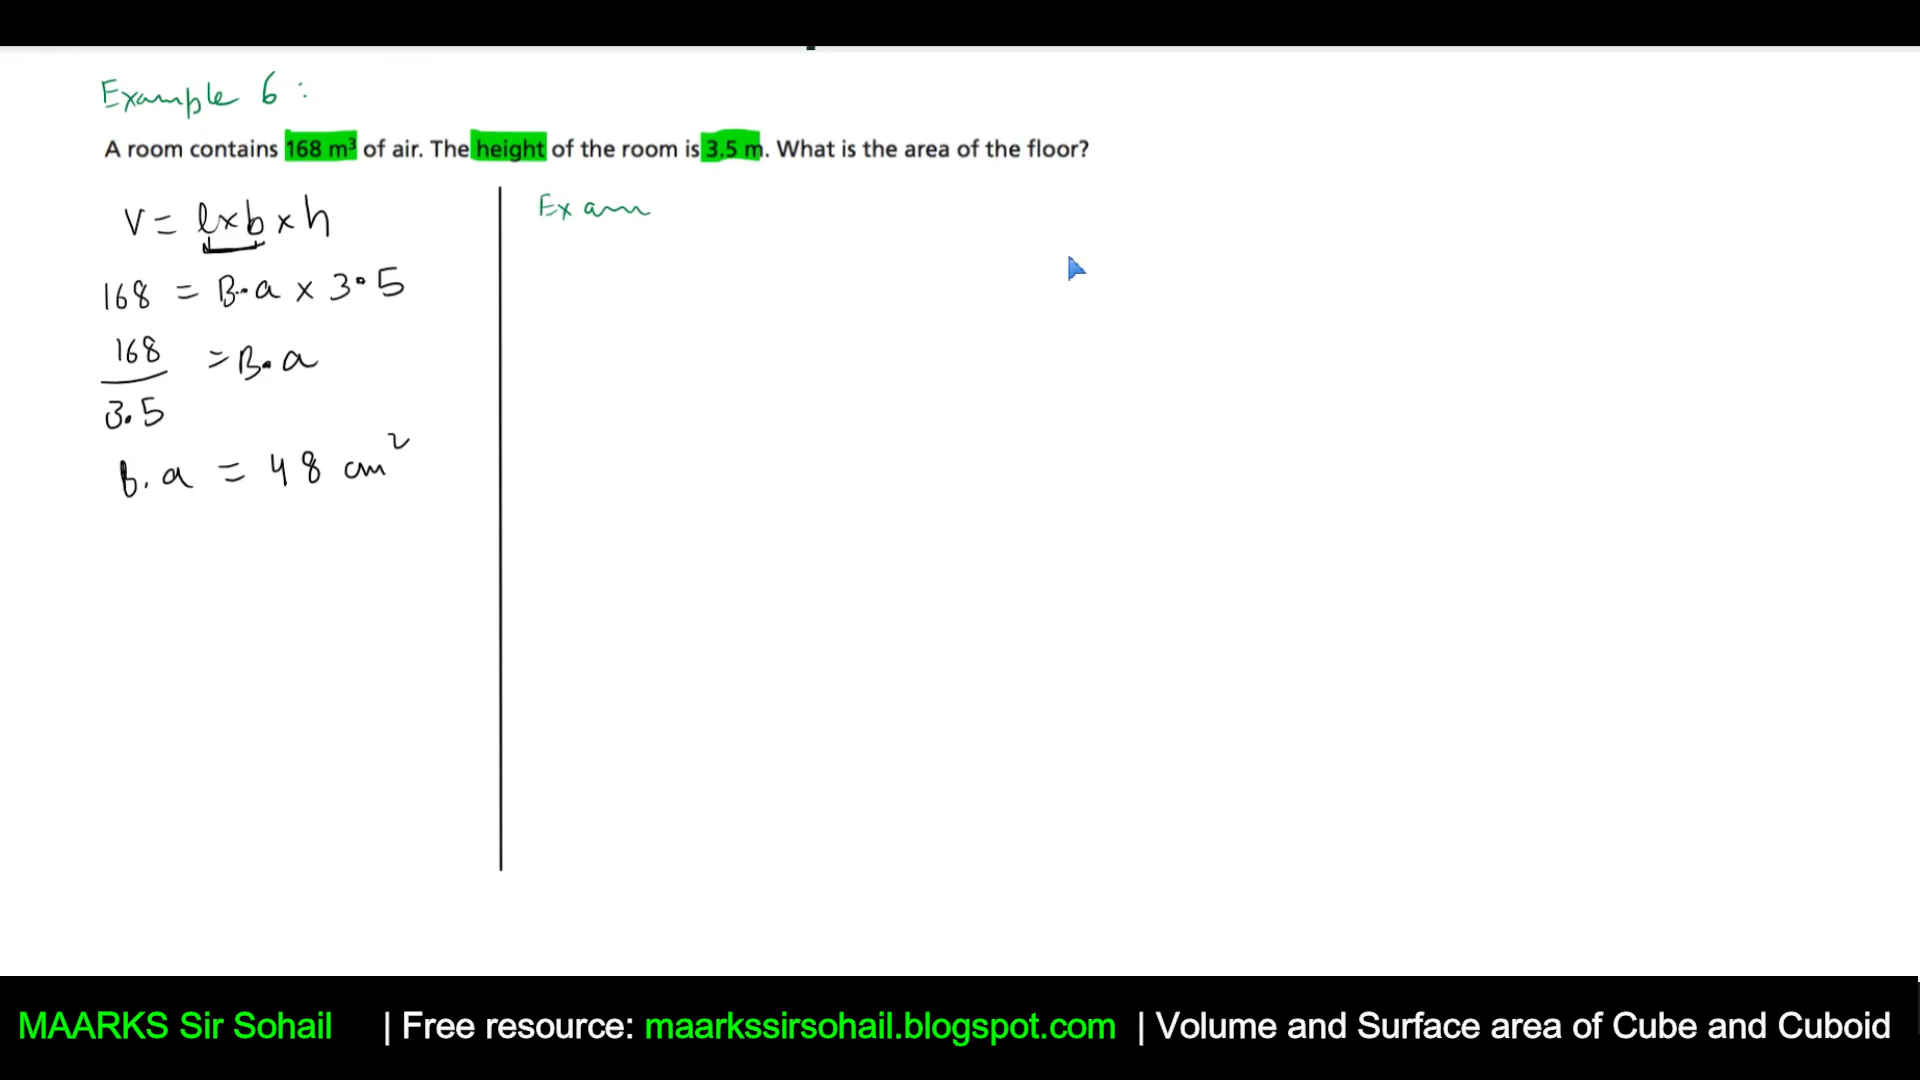 Example 6 :
A room contains 168 m³ of air. The height of the room is 3.5 m. What is the area of the floor?
V = l × b × h
168 = B.a × 3.5
168
3.5
= B.a
B.a = 48 cm²
Exam
MAARKS Sir Sohail | Free resource: maarkssirsohail.blogspot.com | Volume and Surface area of Cube and Cuboid